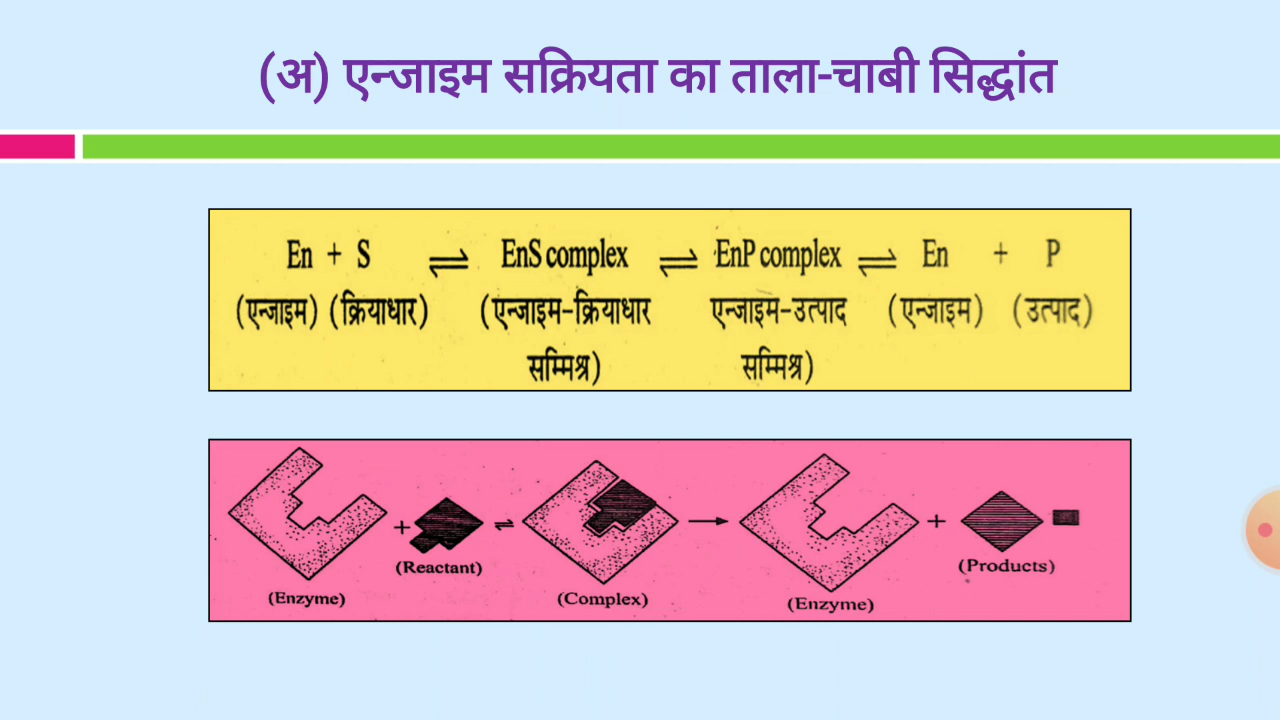 (अ) एन्जाइम सक्रियता का ताला-चाबी सिद्धांत
En + S ⇌ EnS complex ⇌ EnP complex ⇌ En + P
(एन्जाइम) (क्रियाधार) (एन्जाइम-क्रियाधार एन्जाइम-उत्पाद (एन्जाइम) (उत्पाद)
सम्मिश्र) सम्मिश्र)
+ ⇌ → +
(Reactant) (Products)
(Enzyme) (Complex) (Enzyme)